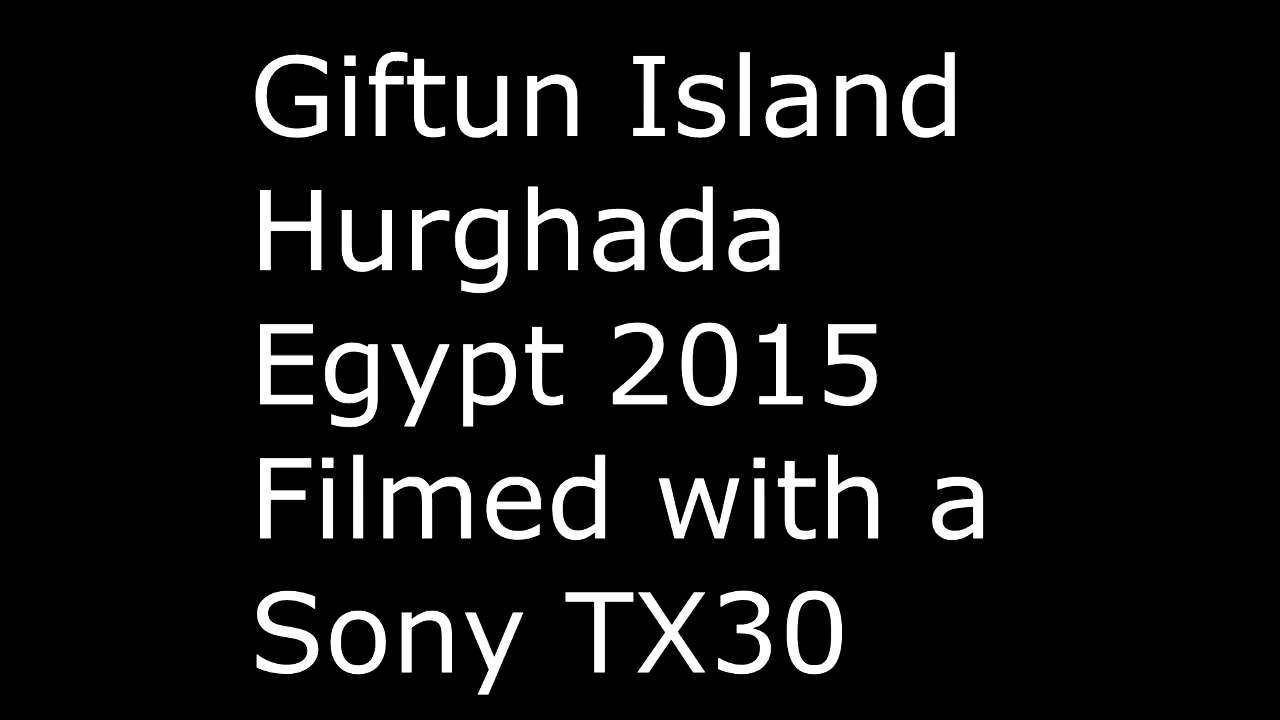 Giftun Island
Hurghada
Egypt 2015
Filmed with a
Sony TX30